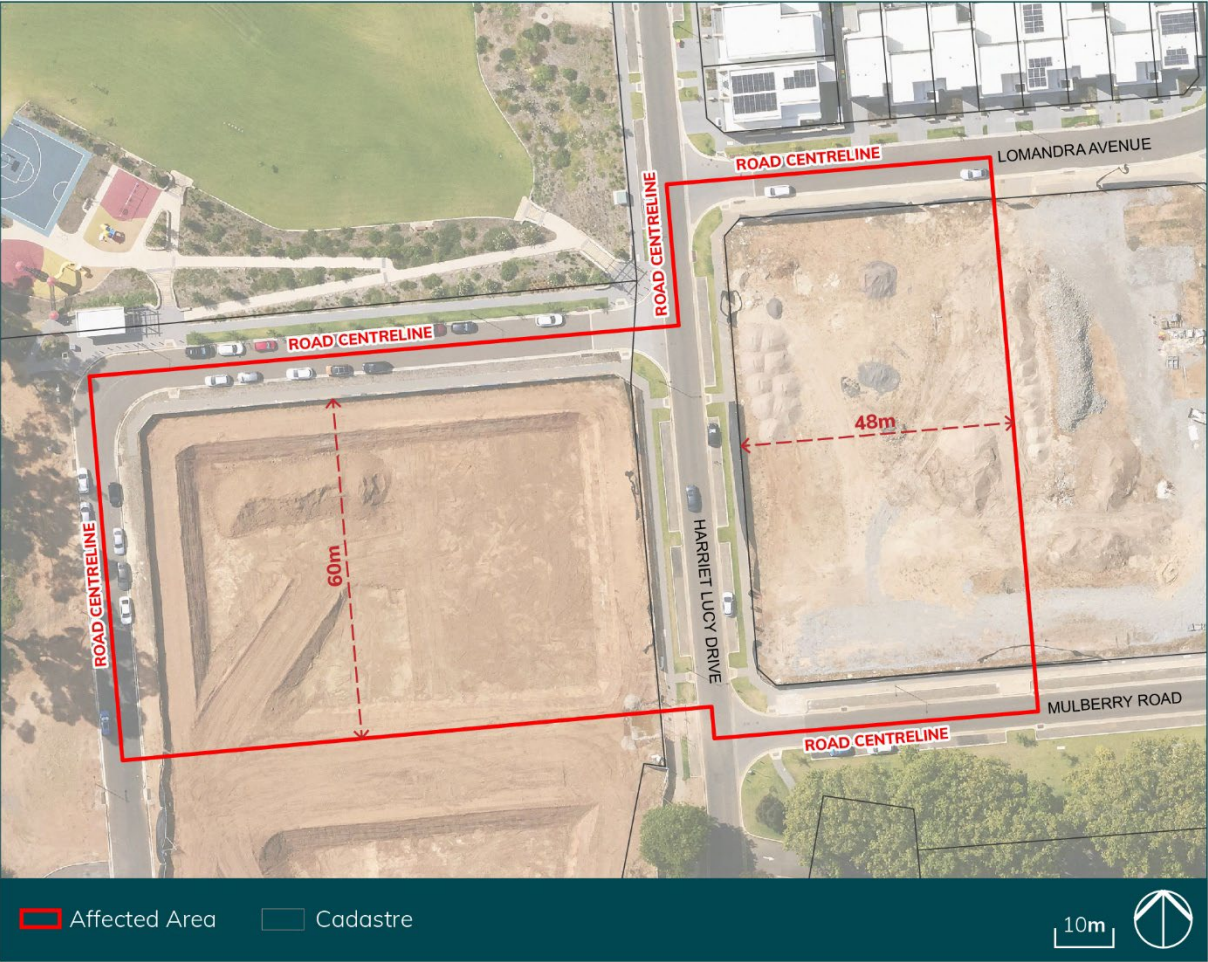 ROAD CENTRELINE
LOMANDRA AVENUE
ROAD CENTRELINE
ROAD CENTRELINE
48m
60m
ROAD CENTRELINE
HARRIET LUCY DRIVE
MULBERRY ROAD
ROAD CENTRELINE
Affected Area
Cadastre
10m